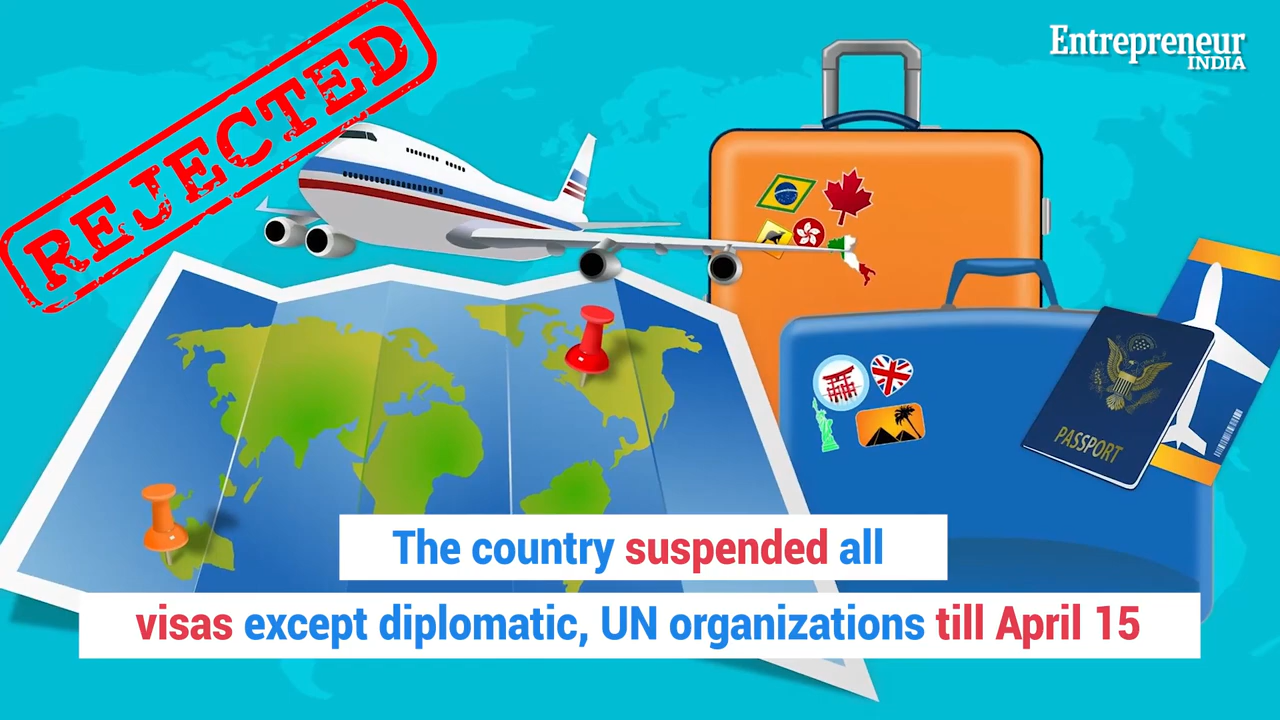 REJECTED
Entrepreneur
INDIA
PASSPORT
The country suspended all
visas except diplomatic, UN organizations till April 15